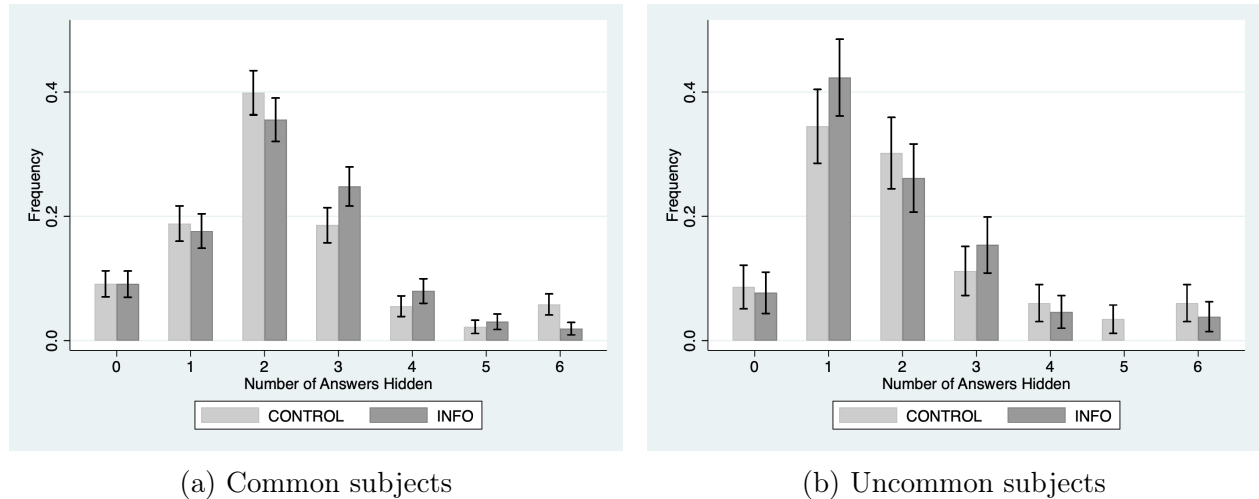 0.4
0.2
0.0
Frequency
0 1 2 3 4 5 6
Number of Answers Hidden
CONTROL INFO
(a) Common subjects
0.4
0.2
0.0
Frequency
0 1 2 3 4 5 6
Number of Answers Hidden
CONTROL INFO
(b) Uncommon subjects